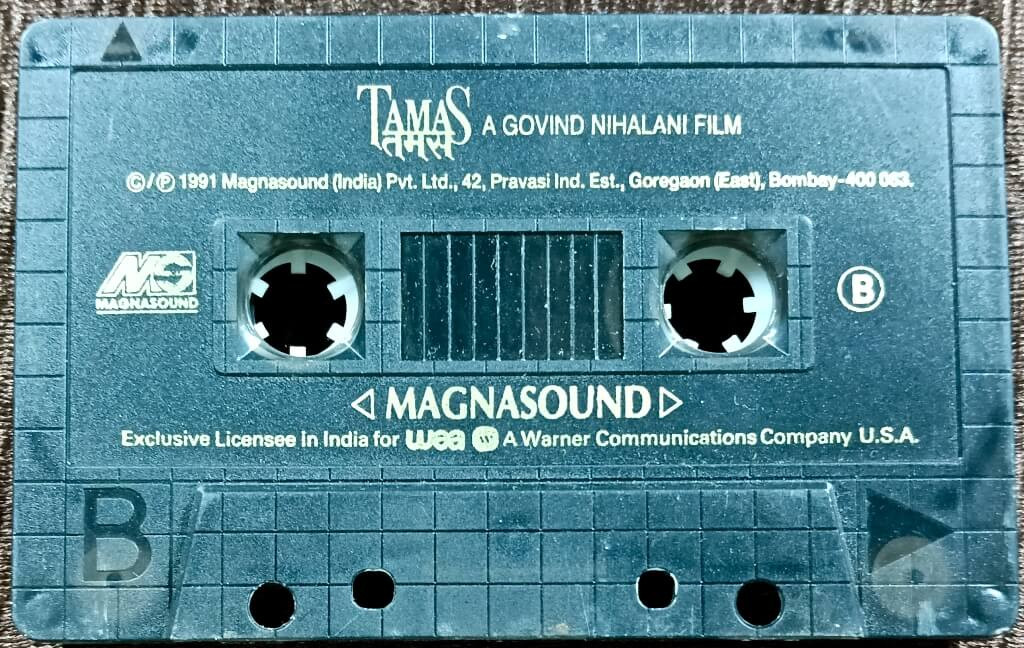 TAMAS
तमस
A GOVIND NIHALANI FILM
©/℗ 1991 Magnasound (India) Pvt. Ltd., 42, Pravasi Ind. Est., Goregaon (East), Bombay-400 063.
MS
MAGNASOUND
B
MAGNASOUND
Exclusive Licensee in India for wea A Warner Communications Company U.S.A.
B